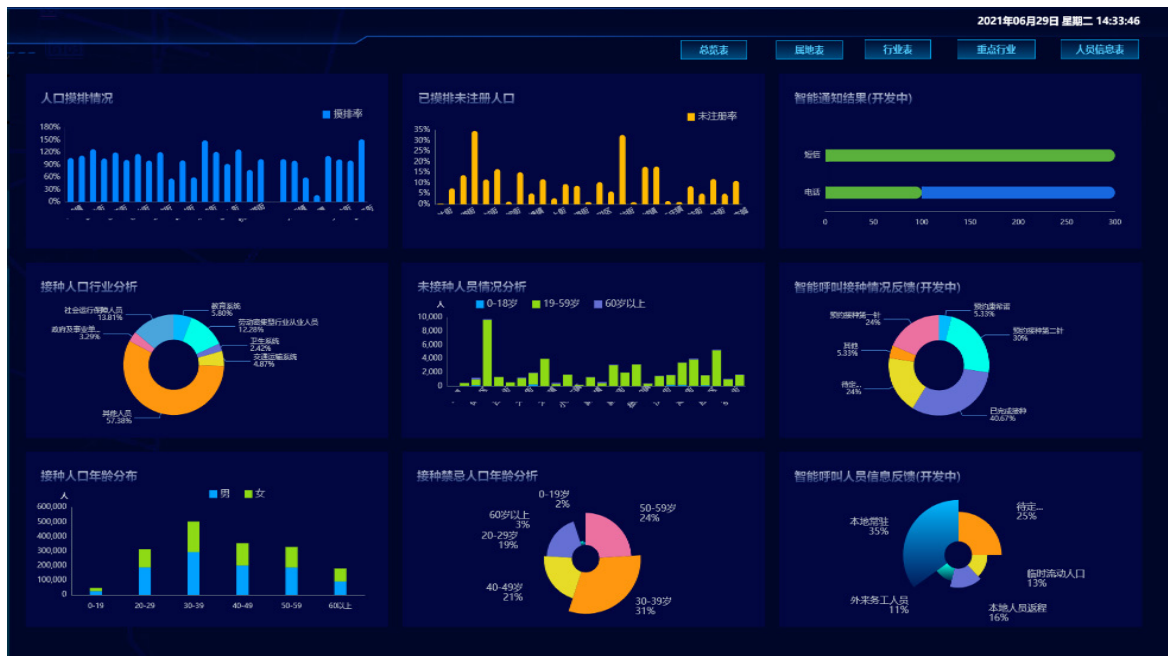 2021年06月29日 星期二 14:33:46
总览表
属地表
行业表
重点行业
人员信息表
人口摸排情况
摸排率
180%
150%
120%
90%
60%
30%
0%
已摸排未注册人口
未注册率
35%
30%
25%
20%
15%
10%
5%
0%
智能通知结果(开发中)
短信
电话
0 50 100 150 200 250 300
接种人口行业分析
教育系统
5.80%
社会运行保障人员
13.81%
劳动密集型行业从业人员
12.28%
政府及事业单...
3.29%
卫生系统
2.42%
交通运输系统
4.87%
其他人员
57.38%
未接种人员情况分析
人
0-18岁 19-59岁 60岁以上
10,000
8,000
6,000
4,000
2,000
0
智能呼叫接种情况反馈(开发中)
5.33%
预约接种第一针
24%
预约接种第二针
30%
其他
5.33%
待定...
24%
已完成接种
40.67%
接种人口年龄分布
人
男 女
600,000
500,000
400,000
300,000
200,000
100,000
0
0-19 20-29 30-39 40-49 50-59 60以上
接种禁忌人口年龄分析
0-19岁
2%
50-59岁
24%
60岁以上
3%
20-29岁
19%
40-49岁
21%
30-39岁
31%
智能呼叫人员信息反馈(开发中)
待定...
25%
本地常驻
35%
临时流动人口
13%
外来务工人员
11%
本地人员返程
16%